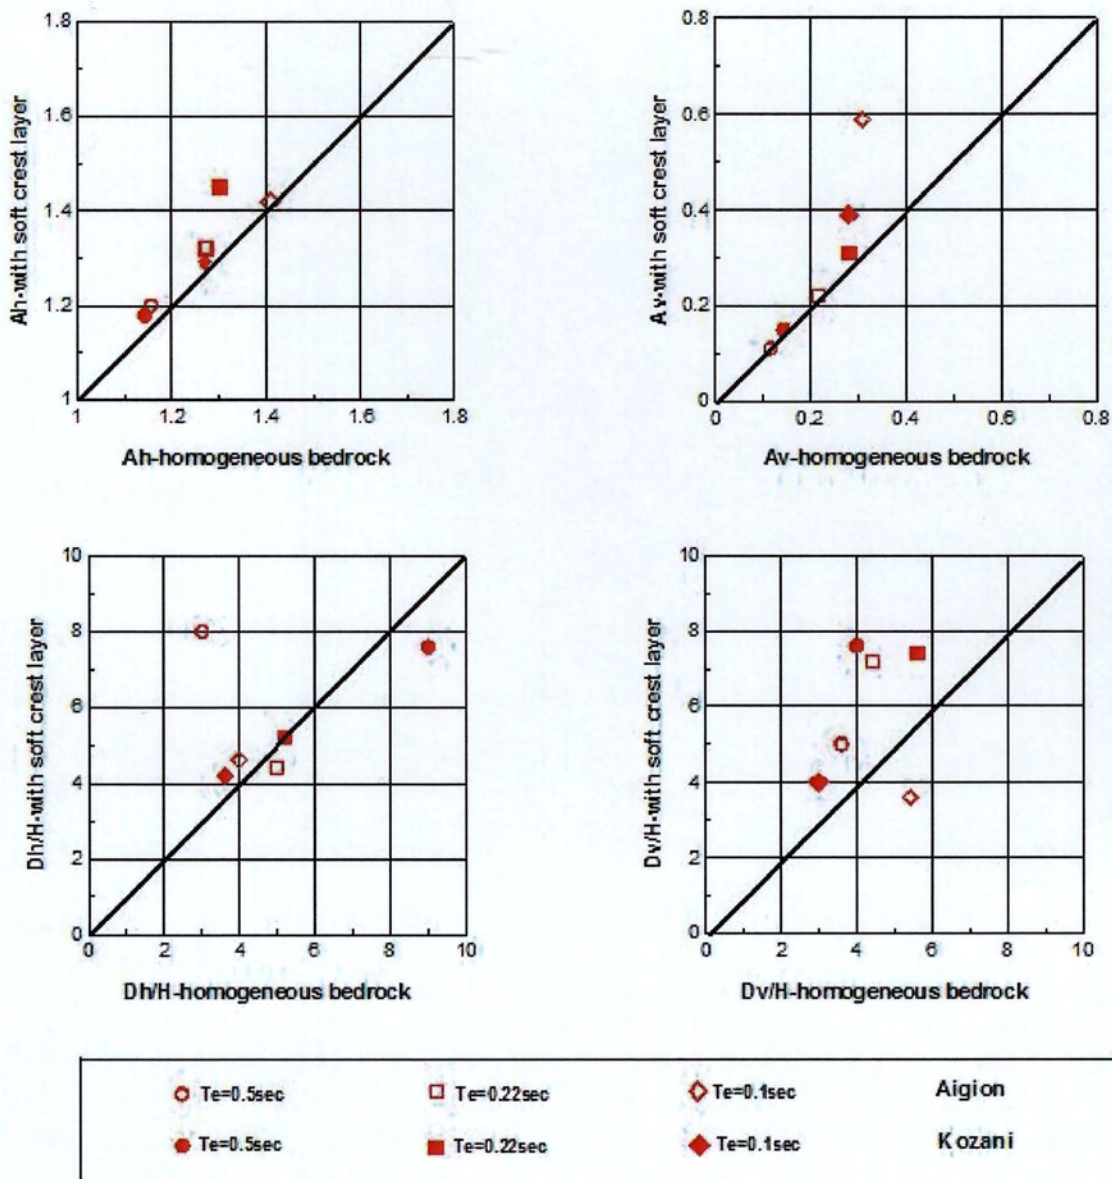 1.8
1.6
1.4
1.2
1
1 1.2 1.4 1.6 1.8
Ah-with soft crest layer
Ah-homogeneous bedrock
0.8
0.6
0.4
0.2
0
0 0.2 0.4 0.6 0.8
Av-with soft crest layer
Av-homogeneous bedrock
10
8
6
4
2
0
0 2 4 6 8 10
Dh/H-with soft crest layer
Dh/H-homogeneous bedrock
10
8
6
4
2
0
0 2 4 6 8 10
Dv/H-with soft crest layer
Dv/H-homogeneous bedrock
Te=0.5sec Te=0.22sec Te=0.1sec Aigion
Te=0.5sec Te=0.22sec Te=0.1sec Kozani